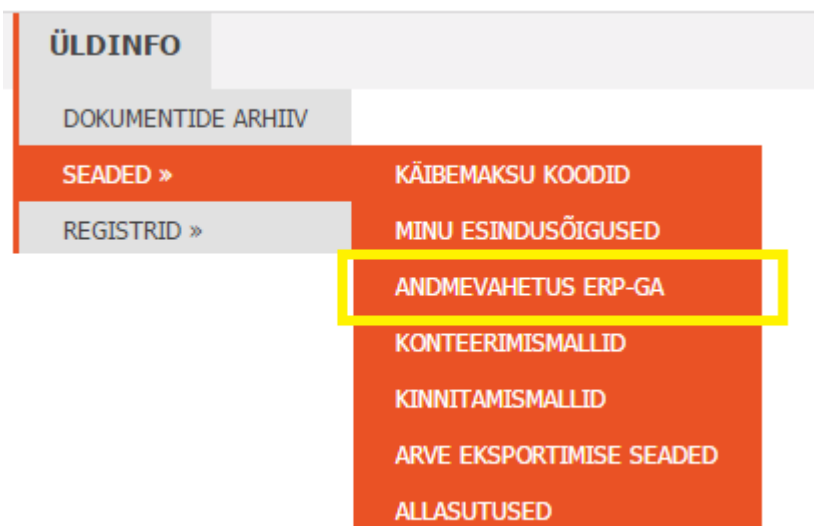 ÜLDINFO
DOKUMENTIDE ARHIIV
SEADED »
REGISTRID »
KÄIBEMAKSU KOODID
MINU ESINDUSÕIGUSED
ANDMEVAHETUS ERP-GA
KONTEERIMISMALLID
KINNITAMISMALLID
ARVE EKSPORTIMISE SEADED
ALLASUTUSED